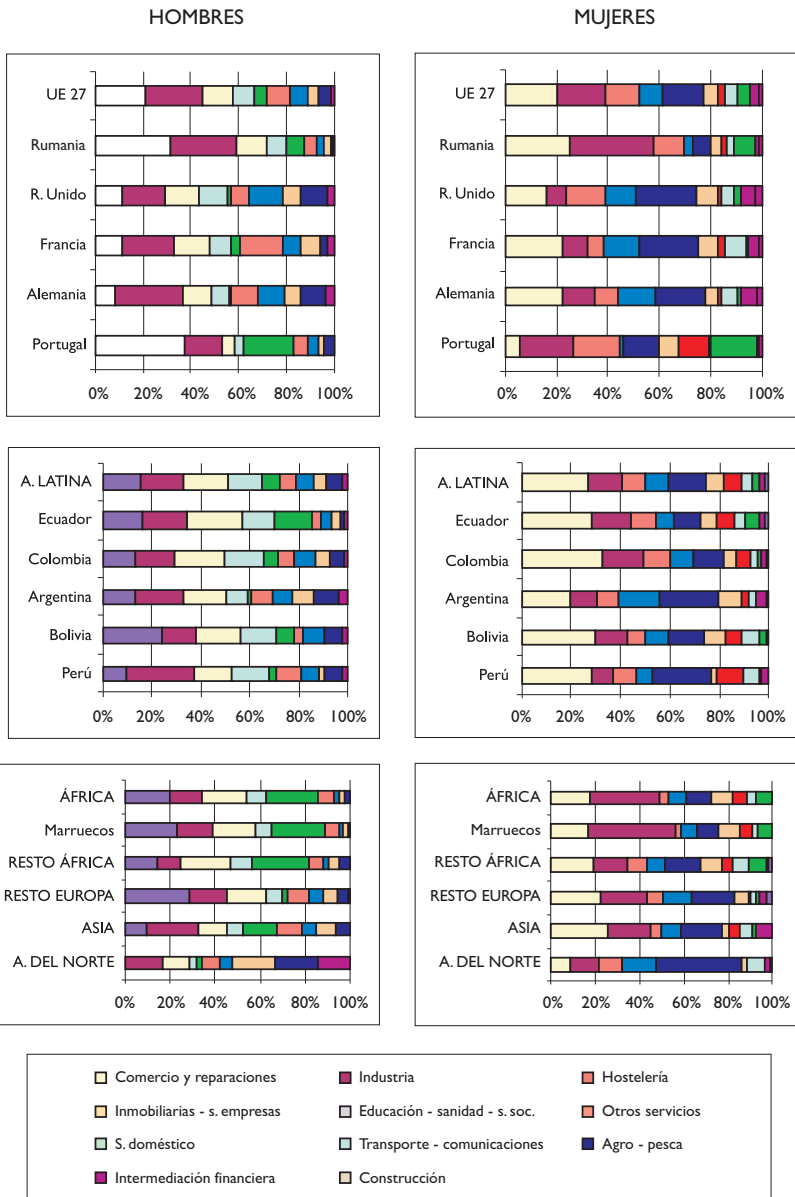 HOMBRES
MUJERES
UE 27
Rumania
R. Unido
Francia
Alemania
Portugal
0% 20% 40% 60% 80% 100%
UE 27
Rumania
R. Unido
Francia
Alemania
Portugal
0% 20% 40% 60% 80% 100%
A. LATINA
Ecuador
Colombia
Argentina
Bolivia
Perú
0% 20% 40% 60% 80% 100%
A. LATINA
Ecuador
Colombia
Argentina
Bolivia
Perú
0% 20% 40% 60% 80% 100%
ÁFRICA
Marruecos
RESTO ÁFRICA
RESTO EUROPA
ASIA
A. DEL NORTE
0% 20% 40% 60% 80% 100%
ÁFRICA
Marruecos
RESTO ÁFRICA
RESTO EUROPA
ASIA
A. DEL NORTE
0% 20% 40% 60% 80% 100%
Comercio y reparaciones Industria Hostelería
Inmobiliarias - s. empresas Educación - sanidad - s. soc. Otros servicios
S. doméstico Transporte - comunicaciones Agro - pesca
Intermediación financiera Construcción